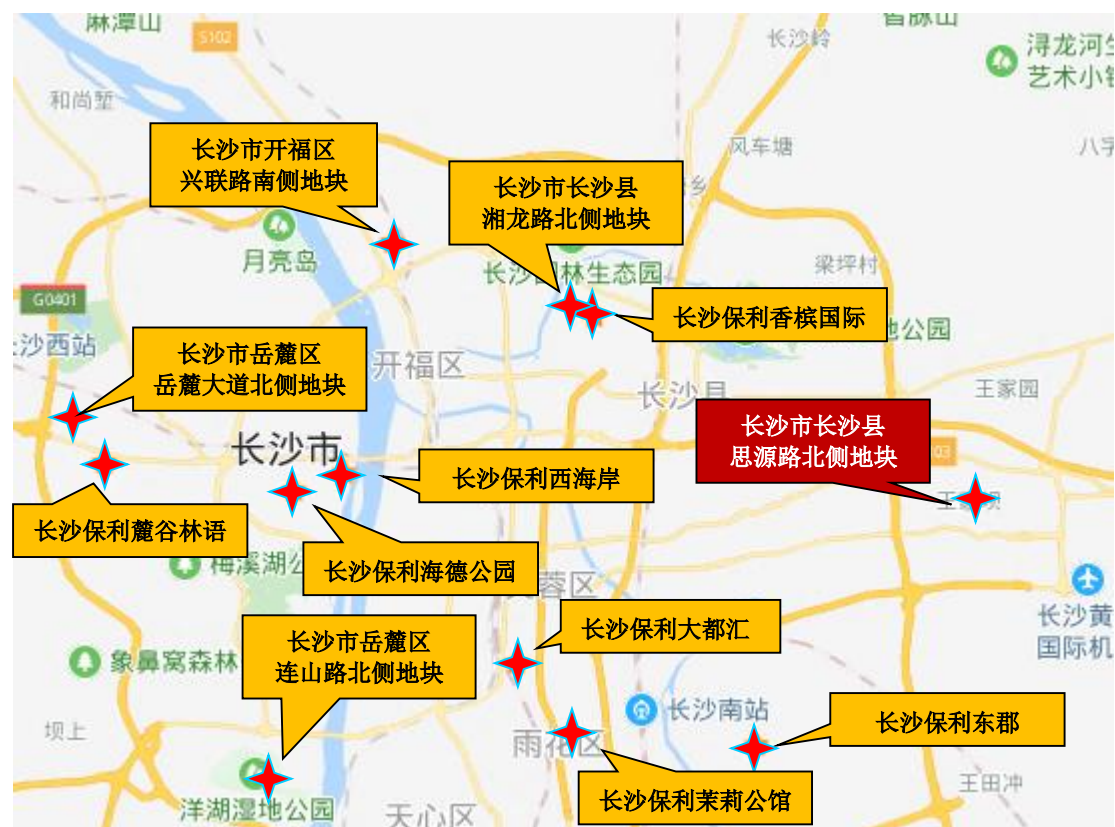 麻潭山
S102
长沙岭
浔龙河生
艺术小镇
和尚堑
风车塘
八字
长沙市开福区
兴联路南侧地块
长沙市长沙县
湘龙路北侧地块
乡
月亮岛
长沙园林生态园
梁坪村
G0401
长沙保利香槟国际
地公园
沙西站
长沙市岳麓区
岳麓大道北侧地块
开福区
长沙县
王家园
长沙市长沙县
思源路北侧地块
03
长沙市
长沙保利西海岸
长沙保利麓谷林语
长沙保利海德公园
梅溪湖公
芙蓉区
长沙黄
国际机
长沙保利大都汇
长沙市岳麓区
连山路北侧地块
象鼻窝森林
长沙南站
长沙保利东郡
坝上
雨花区
长沙保利茉莉公馆
王田冲
洋湖湿地公园
天心区